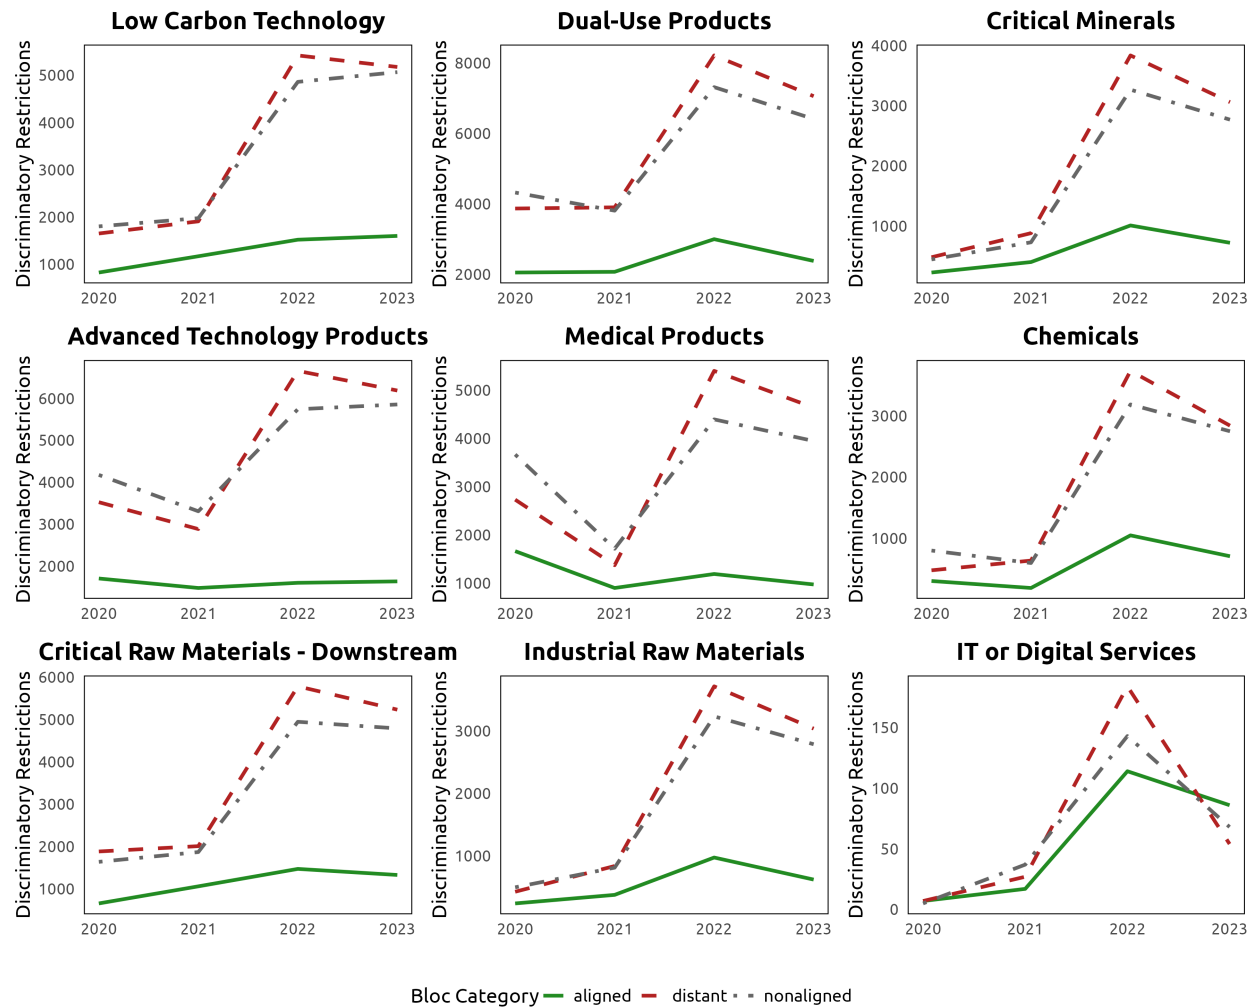 Low Carbon Technology
Discriminatory Restrictions
5000
4000
3000
2000
1000
2020 2021 2022 2023
Dual-Use Products
Discriminatory Restrictions
8000
6000
4000
2000
2020 2021 2022 2023
Critical Minerals
Discriminatory Restrictions
4000
3000
2000
1000
2020 2021 2022 2023
Advanced Technology Products
Discriminatory Restrictions
6000
5000
4000
3000
2000
2020 2021 2022 2023
Medical Products
Discriminatory Restrictions
5000
4000
3000
2000
1000
2020 2021 2022 2023
Chemicals
Discriminatory Restrictions
3000
2000
1000
2020 2021 2022 2023
Critical Raw Materials - Downstream
Discriminatory Restrictions
6000
5000
4000
3000
2000
1000
2020 2021 2022 2023
Industrial Raw Materials
Discriminatory Restrictions
3000
2000
1000
2020 2021 2022 2023
IT or Digital Services
Discriminatory Restrictions
150
100
50
0
2020 2021 2022 2023
Bloc Category aligned distant nonaligned